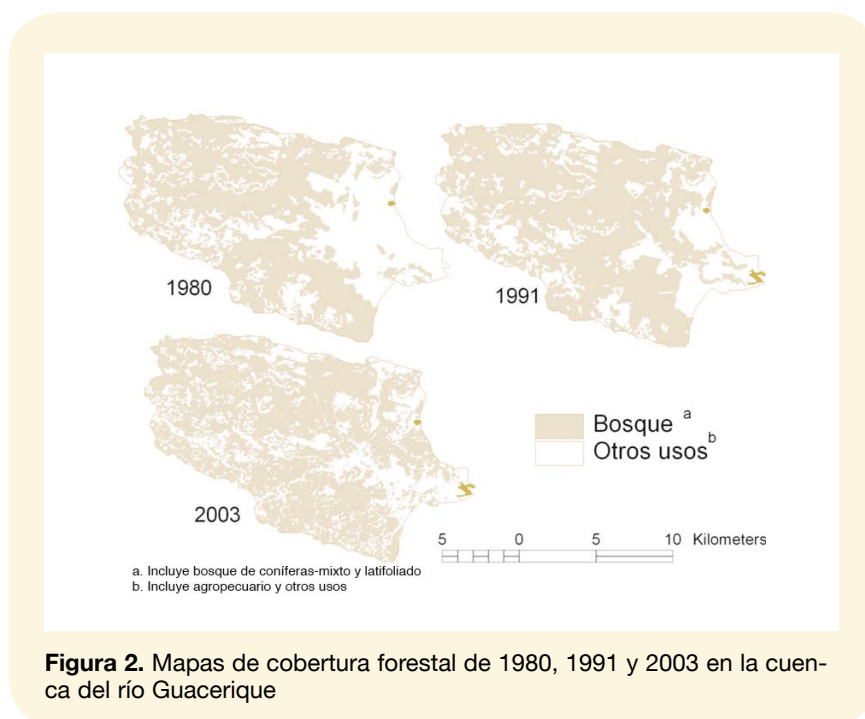 1980
1991
2003
Bosque a
Otros usos b
5 0 5 10 Kilometers
a. Incluye bosque de coníferas-mixto y latifoliado
b. Incluye agropecuario y otros usos
Figura 2. Mapas de cobertura forestal de 1980, 1991 y 2003 en la cuen-
ca del río Guacerique